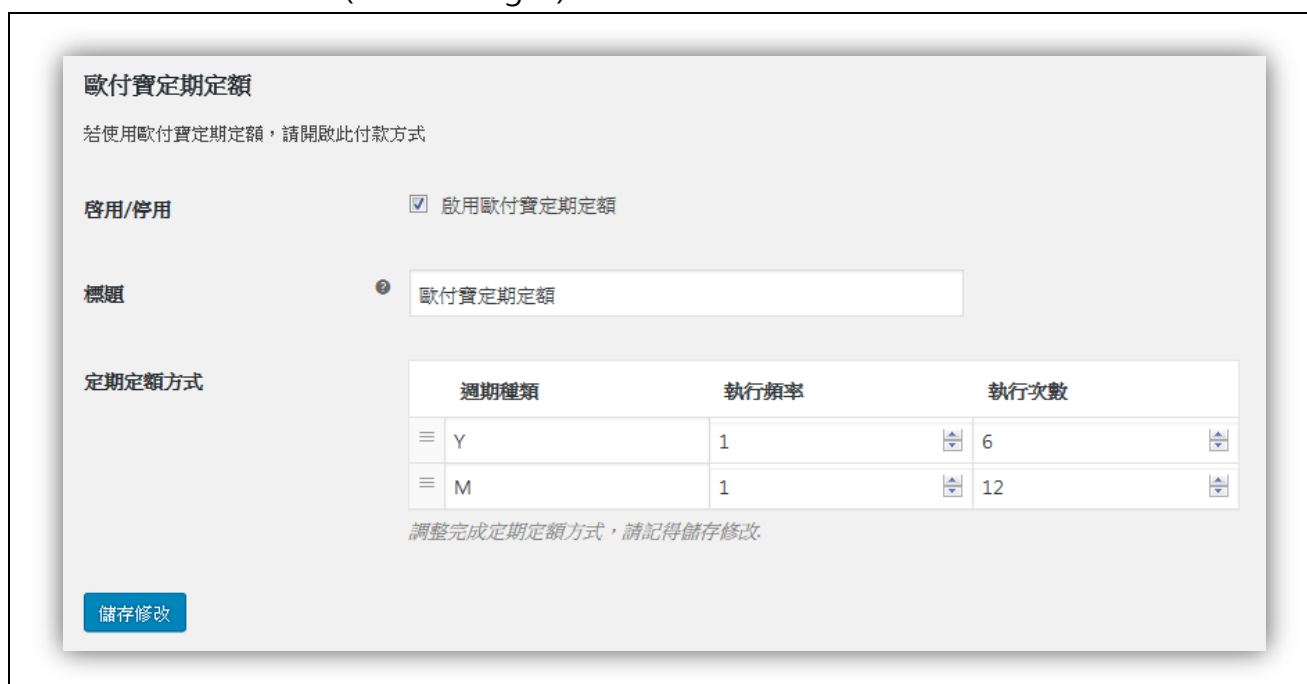 歐付寶定期定額
若使用歐付寶定期定額，請開啟此付款方式
啓用/停用
啟用歐付寶定期定額
標題
歐付寶定期定額
定期定額方式
週期種類 執行頻率 執行次數
Y 1 6
M 1 12
調整完成定期定額方式，請記得儲存修改.
儲存修改